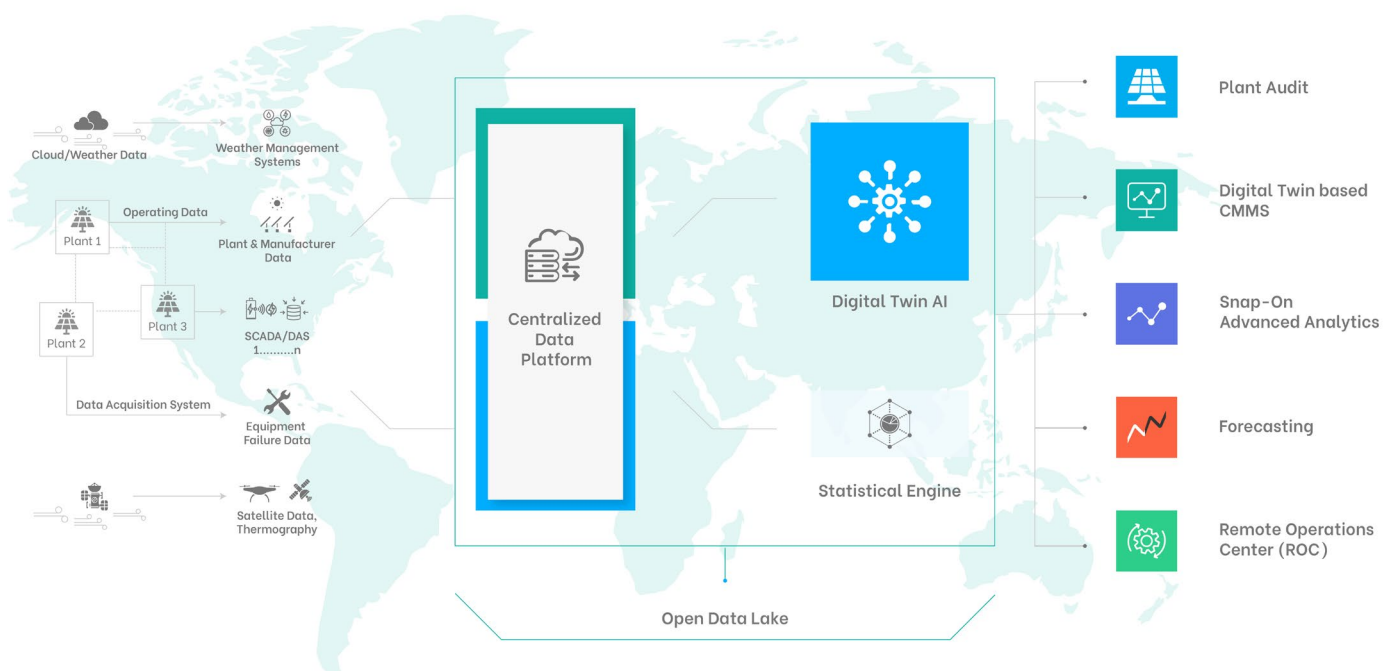 Cloud/Weather Data
Weather Management
Systems
Plant 1
Operating Data
Plant & Manufacturer
Data
Plant 2
Plant 3
SCADA/DAS
1..........n
Data Acquisition System
Equipment
Failure Data
Satellite Data,
Thermography
Centralized
Data
Platform
Digital Twin AI
Statistical Engine
Open Data Lake
Plant Audit
Digital Twin based
CMMS
Snap-On
Advanced Analytics
Forecasting
Remote Operations
Center (ROC)